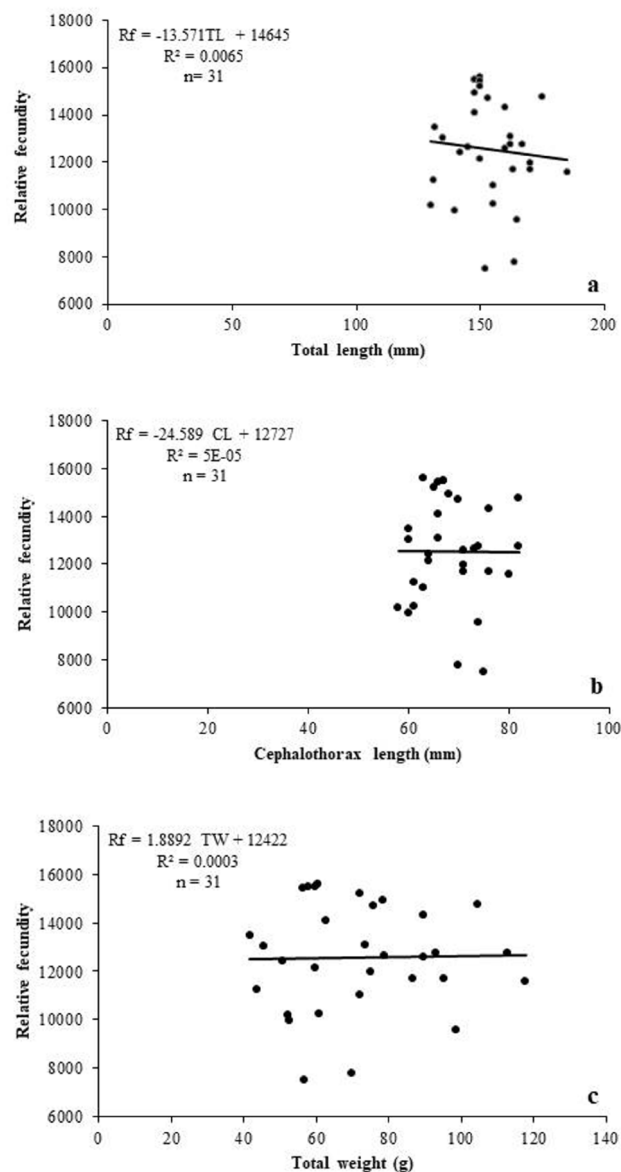 Rf = -13.571TL + 14645
R² = 0.0065
n= 31
18000
16000
14000
12000
10000
8000
6000
Relative fecundity
0
50
100
150
200
Total length (mm)
a
Rf = -24.589 CL + 12727
R² = 5E-05
n = 31
18000
16000
14000
12000
10000
8000
6000
Relative fecundity
0
20
40
60
80
100
Cephalothorax length (mm)
b
Rf = 1.8892 TW + 12422
R² = 0.0003
n = 31
18000
16000
14000
12000
10000
8000
6000
Relative fecundity
0
20
40
60
80
100
120
140
Total weight (g)
c